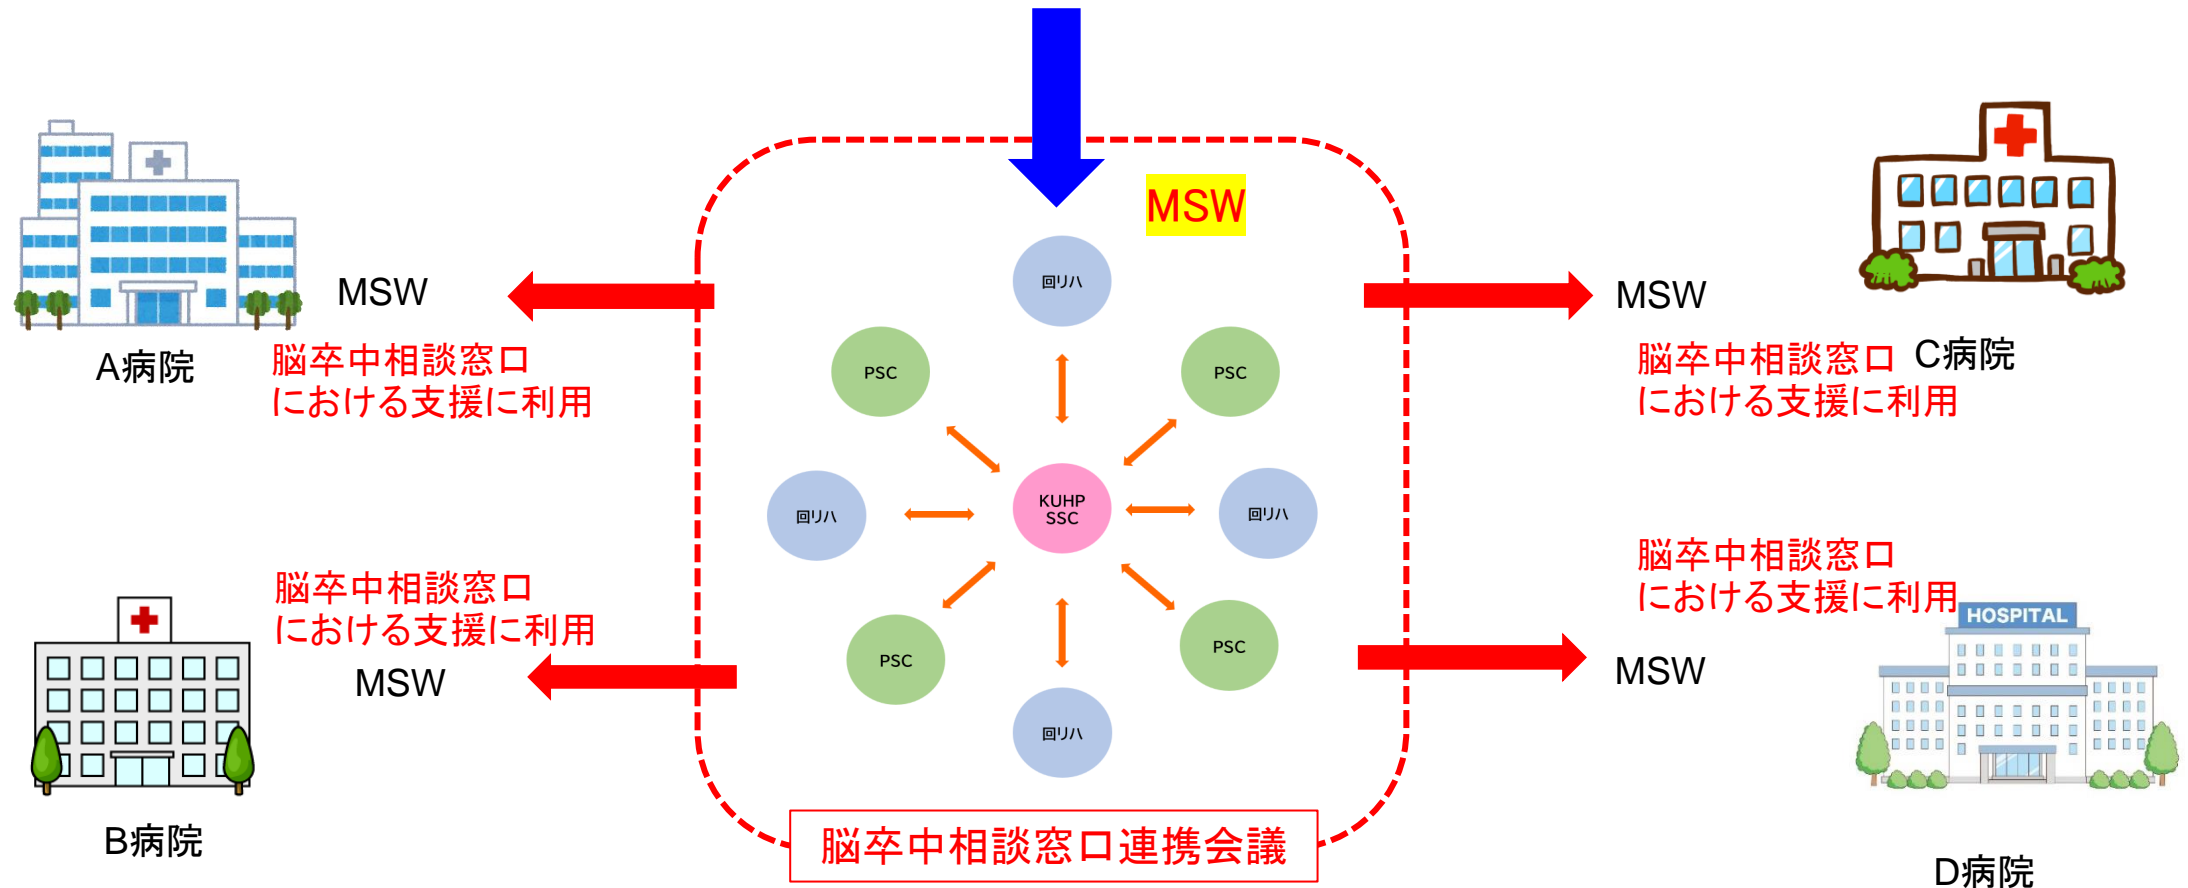 MSW
回リハ
MSW
MSW
脳卒中相談窓口
における支援に利用
A病院
PSC
PSC
脳卒中相談窓口
における支援に利用
C病院
KUHP
SSC
回リハ
回リハ
脳卒中相談窓口
における支援に利用
脳卒中相談窓口
における支援に利用
HOSPITAL
MSW
PSC
PSC
MSW
回リハ
B病院
脳卒中相談窓口連携会議
D病院